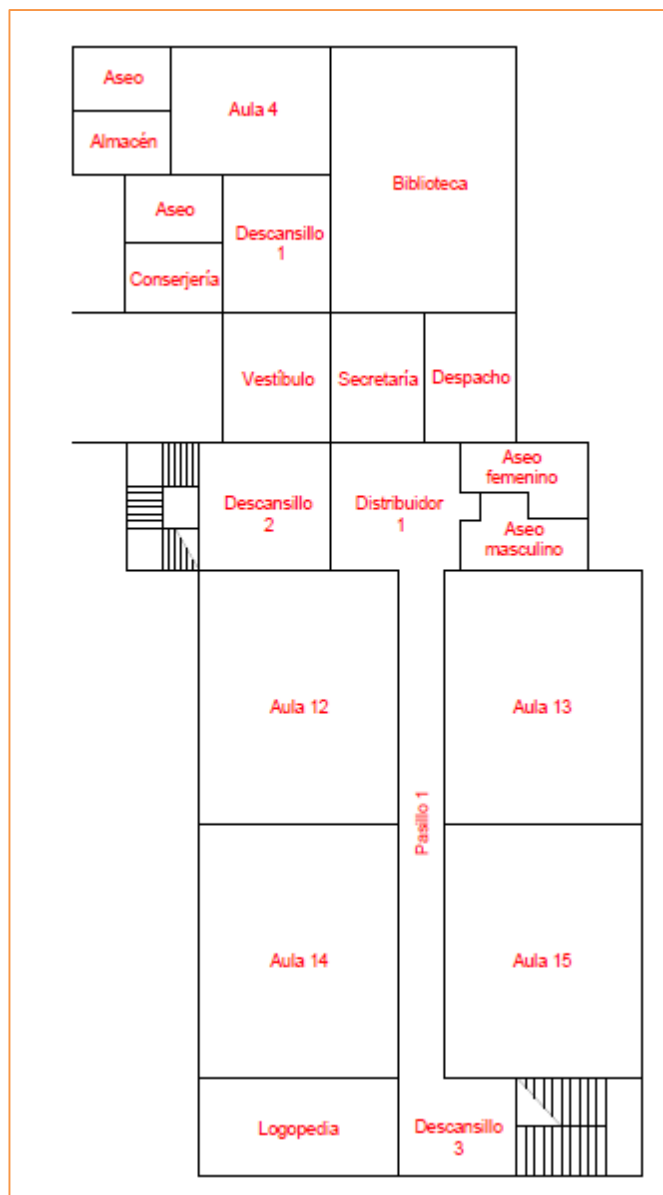 Aseo
Aula 4
Almacén
Biblioteca
Aseo
Descansillo
1
Conserjería
Vestíbulo
Secretaría
Despacho
Aseo
femenino
Descansillo
2
Distribuidor
1
Aseo
masculino
Aula 12
Aula 13
Pasillo 1
Aula 14
Aula 15
Logopedia
Descansillo
3